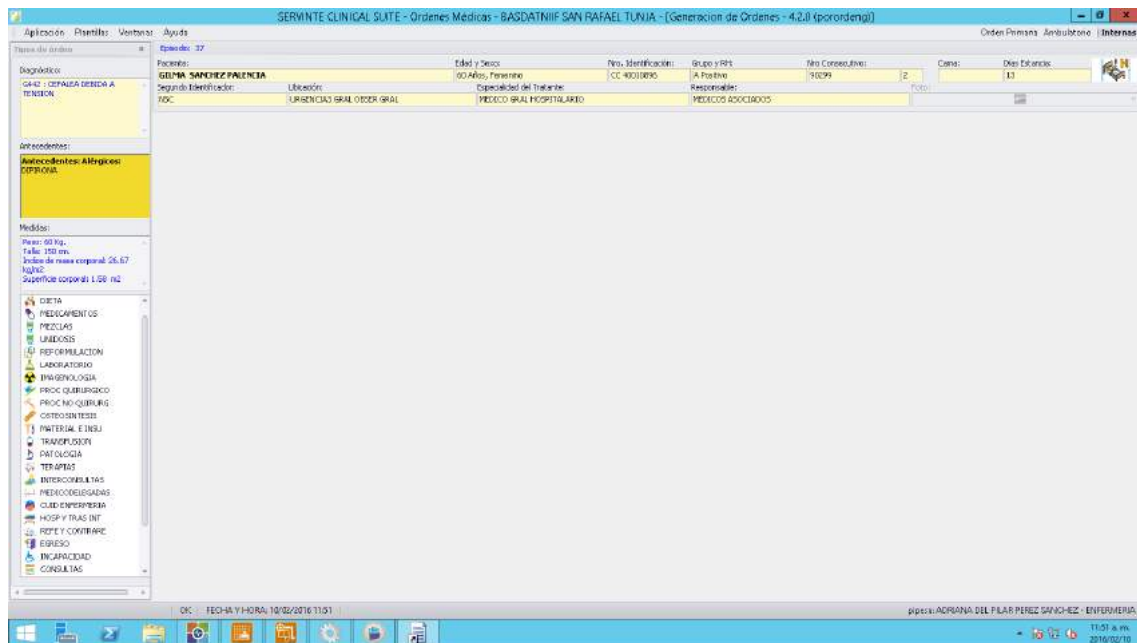 SERVINTE CLINICAL SUITE - Ordenes Médicas - BASDATNIIF SAN RAFAEL TUNJA - [Generacion de Ordenes - 4.2.0 (porordeng)]
Aplicación Plantillas Ventanas Ayuda
Orden Primaria Ambulatorio Internas
Tipos de órden
Episodio: 37
Diagnóstico:
G442 : CEFALEA DEBIDA A TENSION
Paciente: Edad y Sexo: Nro. Identificación: Grupo y RH: Nro Consecutivo: Cama: Días Estancia:
GILMA SANCHEZ PALENCIA 60 Años, Femenino A Positivo 2 13
Segundo Identificador: Ubicación: Especialidad del Tratante: Responsable: Foto:
URGENCIAS GRAL OBSER GRAL MEDICO GRAL HOSPITALARIO MEDICOS ASOCIADOS
Antecedentes:
Antecedentes: Alérgicos:
DIPIRONA
Medidas:
Peso: 60 Kg.
Talla: 150 cm.
Indice de masa corporal: 26.67
kg/m2
Superficie corporal: 1.58 m2
DIETA
MEDICAMENTOS
MEZCLAS
UNIDOSIS
REFORMULACION
LABORATORIO
IMAGENOLOGIA
PROC QUIRURGICO
PROC NO QUIRURG
OSTEOSINTESIS
MATERIAL E INSU
TRANSFUSION
PATOLOGIA
TERAPIAS
INTERCONSULTAS
MEDICODELEGADAS
CUID ENFERMERIA
HOSP Y TRAS INT
REFE Y CONTRARE
EGRESO
INCAPACIDAD
CONSULTAS
OK FECHA Y HORA: 10/02/2016 11:51
pipesa: ADRIANA DEL PILAR PEREZ SANCHEZ - ENFERMERIA
11:51 a.m.
2016/02/10